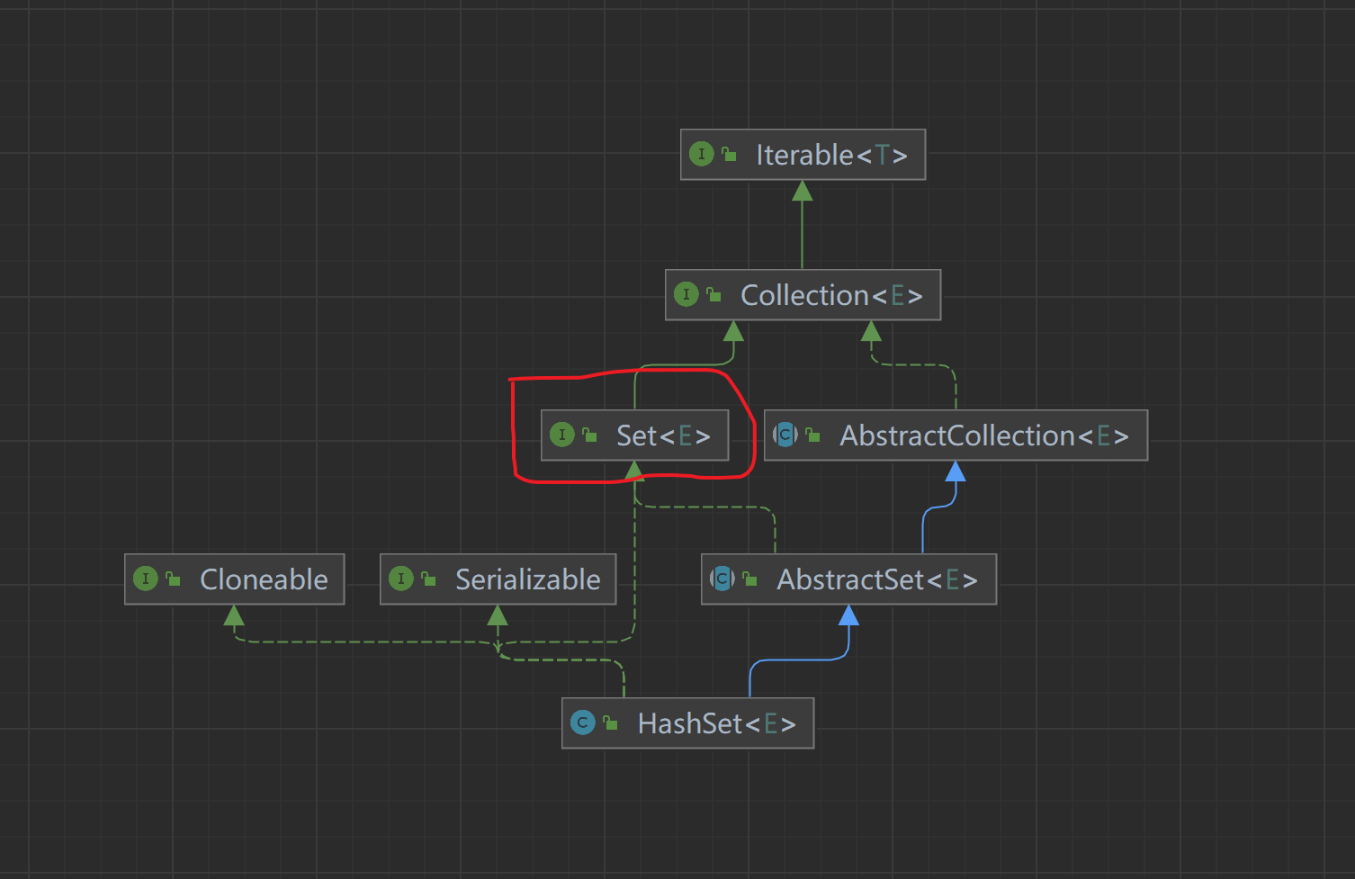 Iterable<T>
Collection<E>
Set<E>
AbstractCollection<E>
Cloneable
Serializable
AbstractSet<E>
HashSet<E>